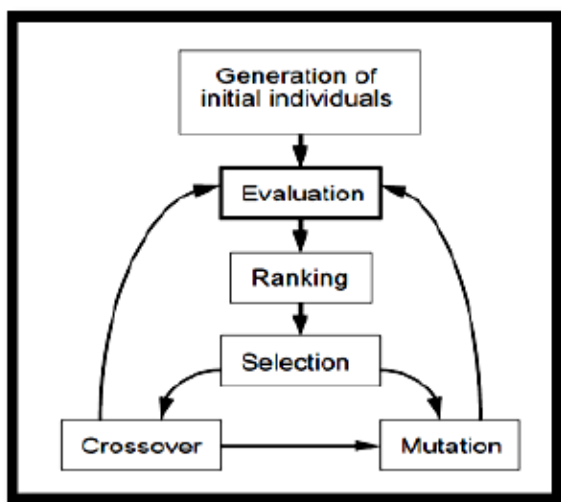 Generation of
initial individuals
Evaluation
Ranking
Selection
Crossover
Mutation